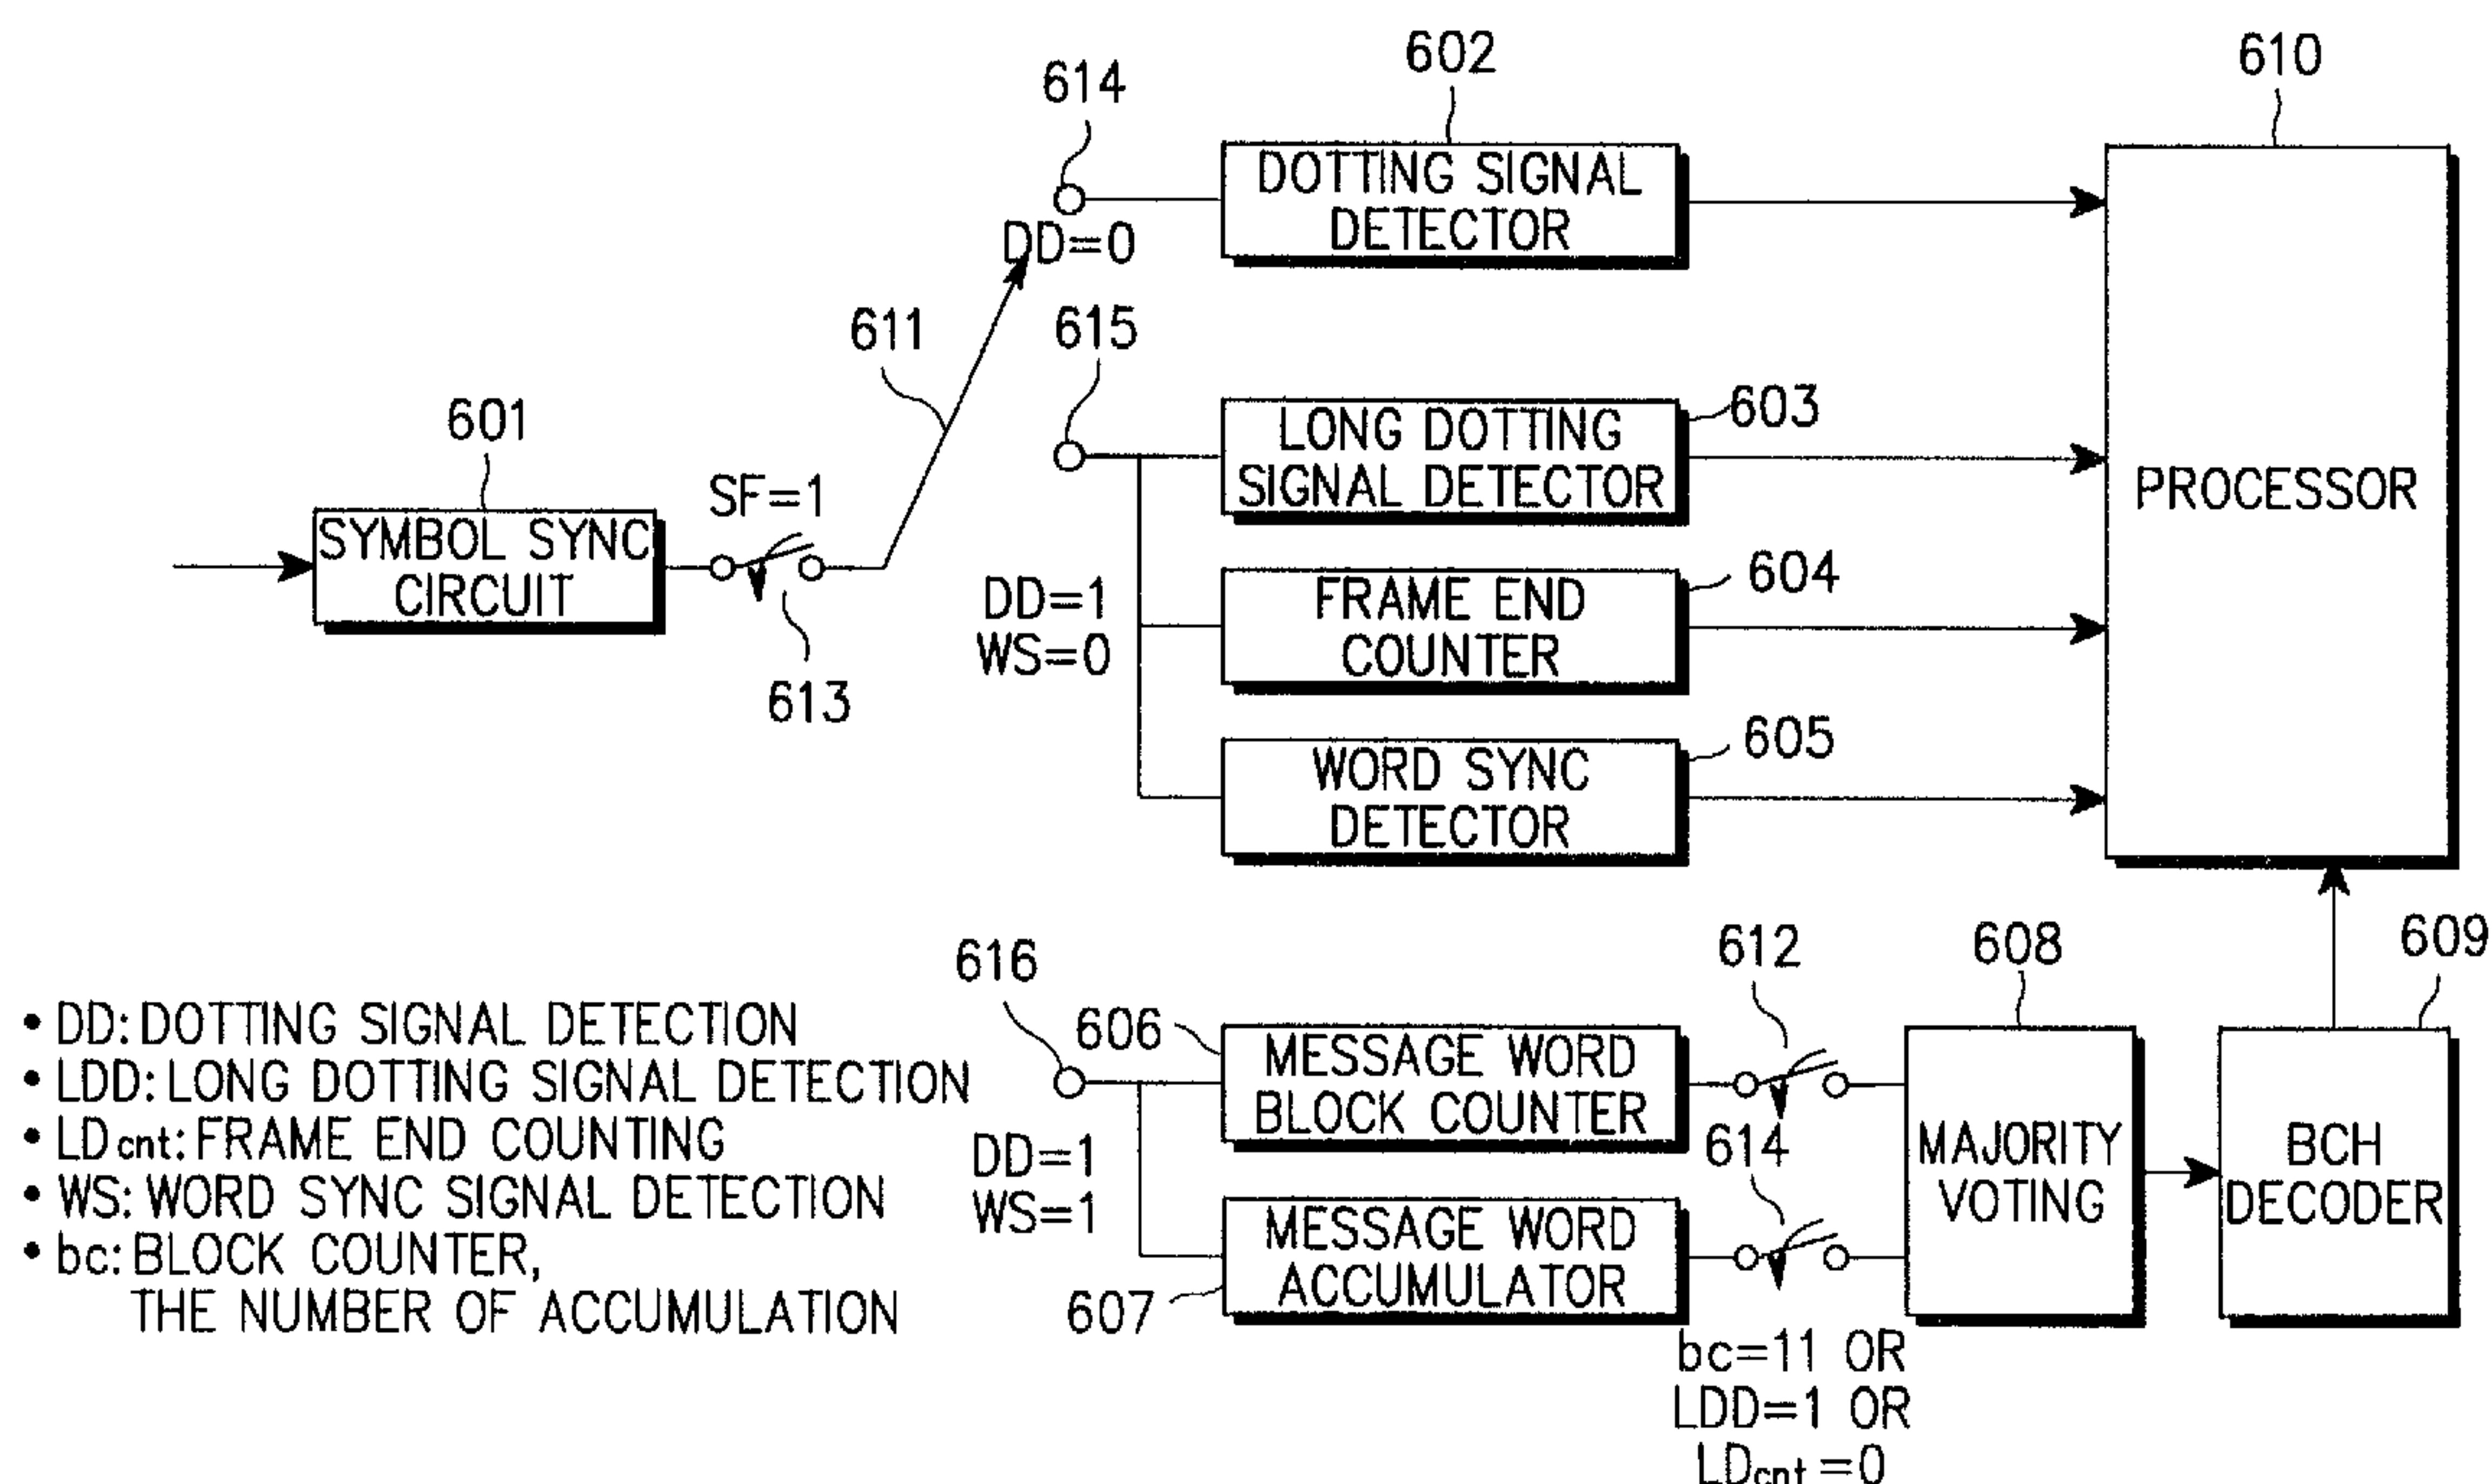 602
610
614
DOTTING SIGNAL
DETECTOR
DD=0
611
615
603
LONG DOTTING
SIGNAL DETECTOR
PROCESSOR
601
SF=1
SYMBOL SYNC
CIRCUIT
613
604
DD=1
WS=0
FRAME END
COUNTER
605
WORD SYNC
DETECTOR
616
606
612
608
609
MESSAGE WORD
BLOCK COUNTER
614
DD=1
WS=1
MAJORITY
VOTING
BCH
DECODER
MESSAGE WORD
ACCUMULATOR
607
bc=11 OR
LDD=1 OR
LDcnt=0
• DD: DOTTING SIGNAL DETECTION
• LDD: LONG DOTTING SIGNAL DETECTION
• LDcnt: FRAME END COUNTING
• WS: WORD SYNC SIGNAL DETECTION
• bc: BLOCK COUNTER,
THE NUMBER OF ACCUMULATION